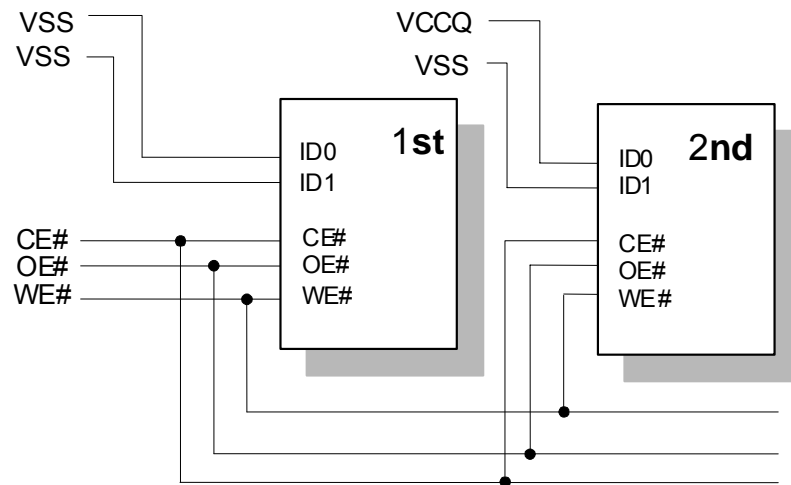 VSS
VSS
VCCQ
VSS
1st
ID0
ID1
CE#
OE#
WE#
2nd
ID0
ID1
CE#
OE#
WE#
CE#
OE#
WE#